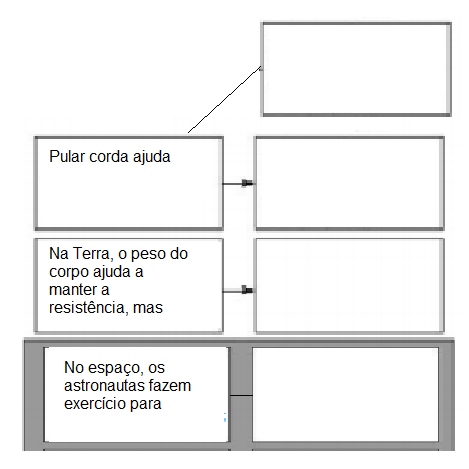 Pular corda ajuda
Na Terra, o peso do
corpo ajuda a
manter a
resistência, mas
No espaço, os
astronautas fazem
exercício para